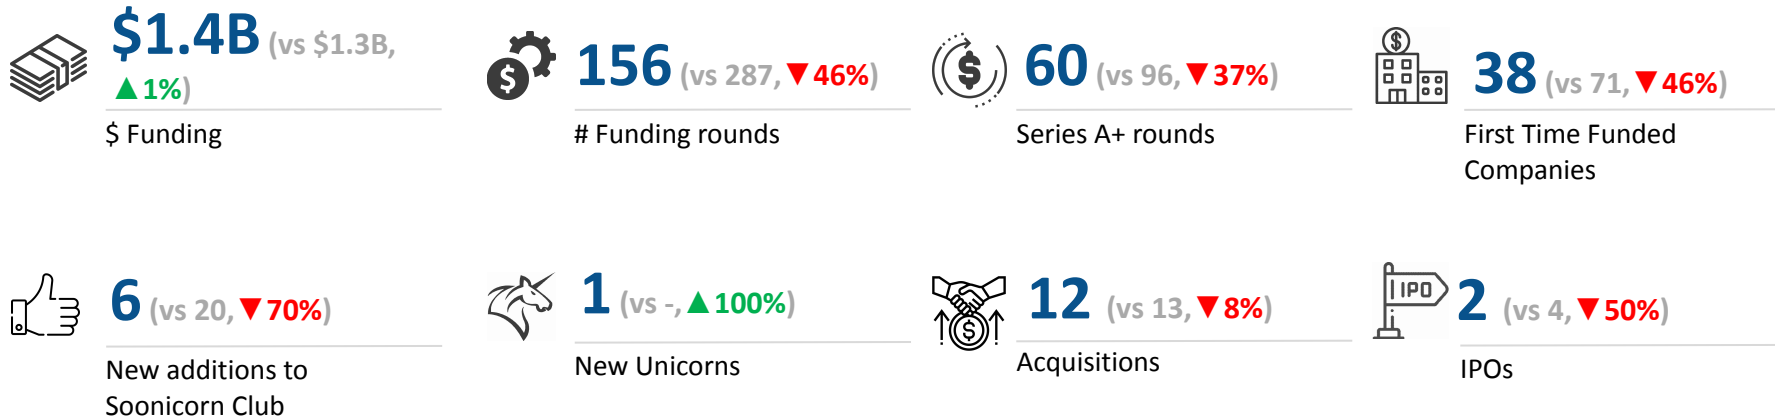 $1.4B (vs $1.3B,
▲1%)
$ Funding
156 (vs 287, ▼46%)
# Funding rounds
60 (vs 96, ▼37%)
Series A+ rounds
38 (vs 71, ▼46%)
First Time Funded
Companies
6 (vs 20, ▼70%)
New additions to
Soonicorn Club
1 (vs -, ▲100%)
New Unicorns
12 (vs 13, ▼8%)
Acquisitions
IPO
2 (vs 4, ▼50%)
IPOs